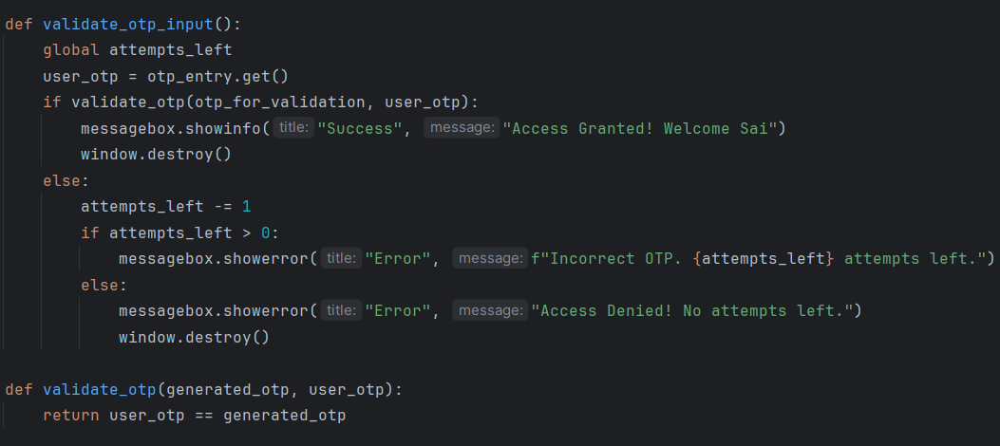 def validate_otp_input():
    global attempts_left
    user_otp = otp_entry.get()
    if validate_otp(otp_for_validation, user_otp):
        messagebox.showinfo( title: "Success", message: "Access Granted! Welcome Sai")
        window.destroy()
    else:
        attempts_left -= 1
        if attempts_left > 0:
            messagebox.showerror( title: "Error", message: f"Incorrect OTP. {attempts_left} attempts left.")
        else:
            messagebox.showerror( title: "Error", message: "Access Denied! No attempts left.")
            window.destroy()

def validate_otp(generated_otp, user_otp):
    return user_otp == generated_otp